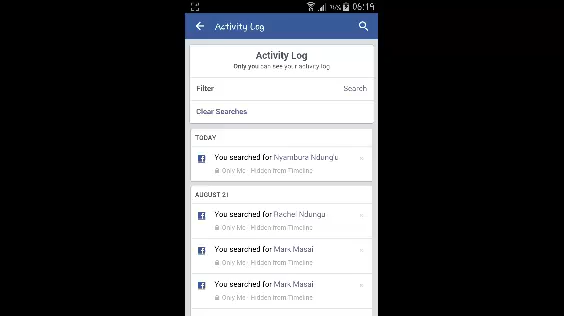 06:19
Activity Log
Activity Log
Only you can see your activity log.
Filter Search
Clear Searches
TODAY
You searched for Nyambura Ndung'u
Only Me · Hidden from Timeline
AUGUST 21
You searched for Rachel Ndungu
Only Me · Hidden from Timeline
You searched for Mark Masai
Only Me · Hidden from Timeline
You searched for Mark Masai
Only Me · Hidden from Timeline